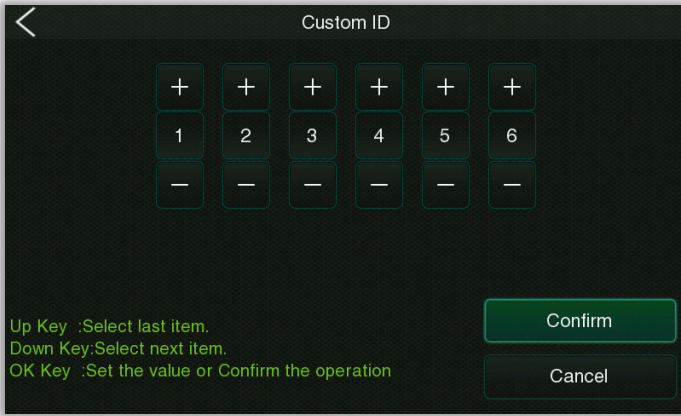 Custom ID
+ + + + + +
1 2 3 4 5 6
− − − − − −
Up Key :Select last item.
Down Key:Select next item.
OK Key :Set the value or Confirm the operation
Confirm
Cancel